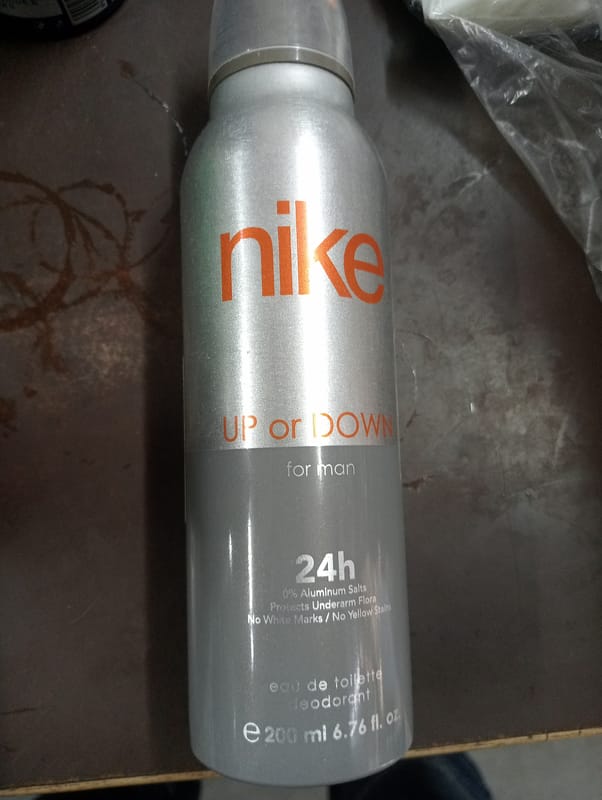 nike
UP or DOWN
for man
24h
0% Aluminum Salts
Protects Underarm Flora
No White Marks / No Yellow Stains
eau de toilette
deodorant
e 200 ml 6.76 fl. oz.